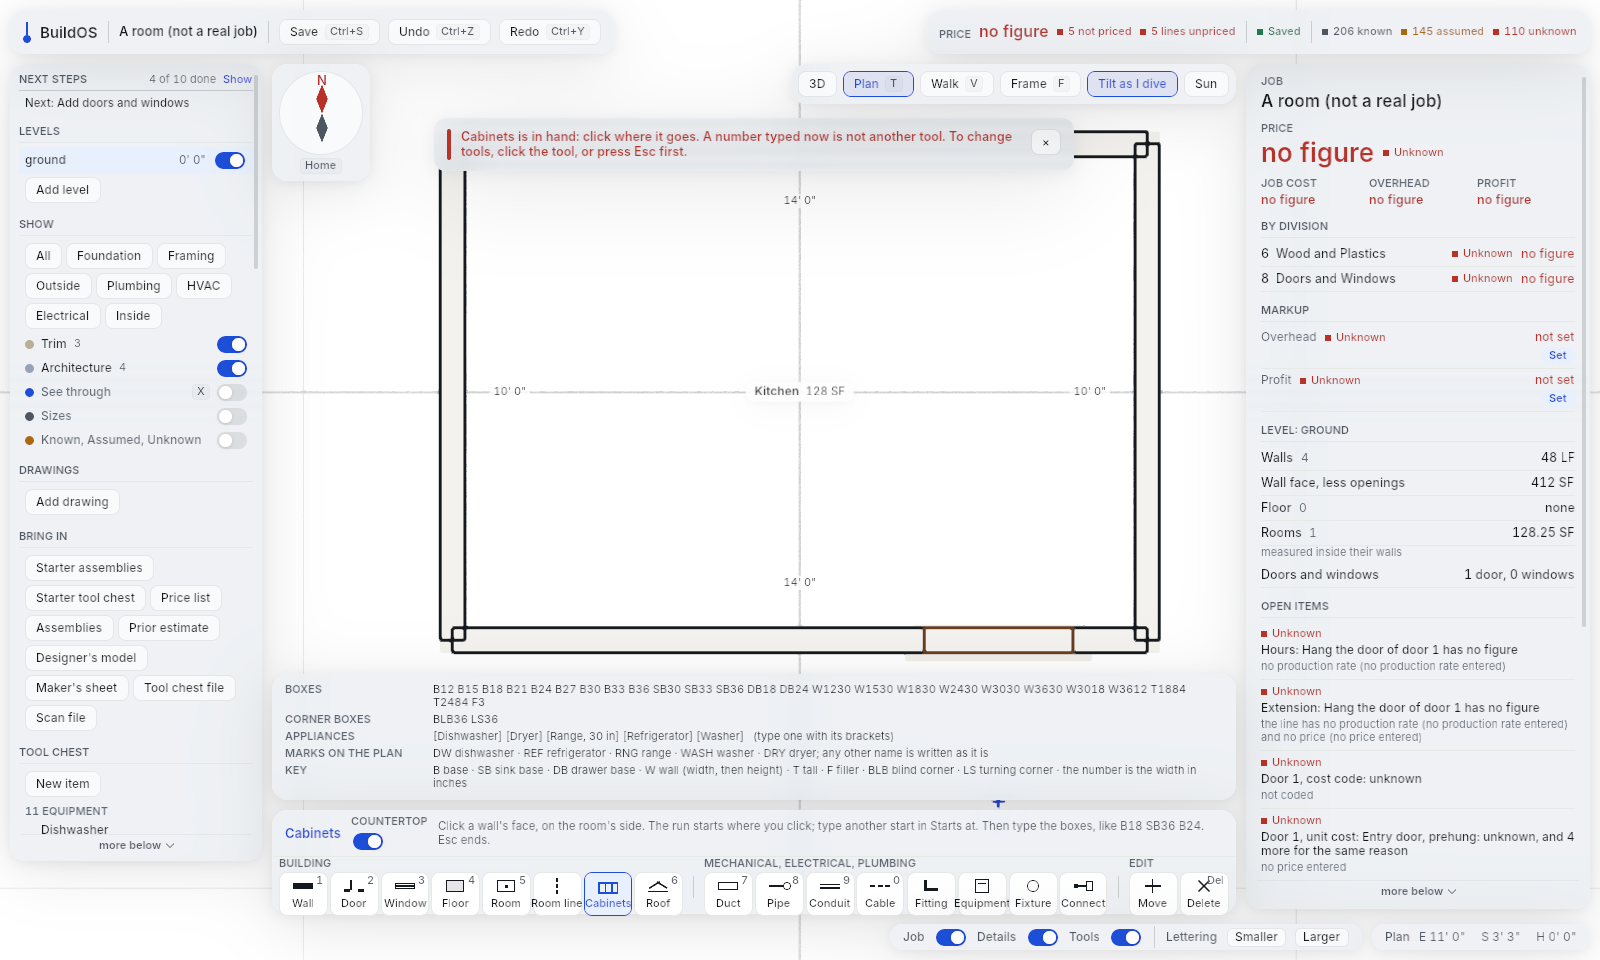 BuildOS
A room (not a real job)
Save Ctrl+S
Undo Ctrl+Z
Redo Ctrl+Y
PRICE no figure 5 not priced 5 lines unpriced Saved 206 known 145 assumed 110 unknown
NEXT STEPS 4 of 10 done Show
Next: Add doors and windows
LEVELS
ground 0' 0"
Add level
SHOW
All Foundation Framing
Outside Plumbing HVAC
Electrical Inside
Trim 3
Architecture 4
See through X
Sizes
Known, Assumed, Unknown
DRAWINGS
Add drawing
BRING IN
Starter assemblies
Starter tool chest Price list
Assemblies Prior estimate
Designer's model
Maker's sheet Tool chest file
Scan file
TOOL CHEST
New item
11 EQUIPMENT
Dishwasher
more below
N
Home
3D Plan T Walk V Frame F Tilt as I dive Sun
Cabinets is in hand: click where it goes. A number typed now is not another tool. To change
tools, click the tool, or press Esc first.
×
14' 0"
10' 0" Kitchen 128 SF 10' 0"
14' 0"
BOXES B12 B15 B18 B21 B24 B27 B30 B33 B36 SB30 SB33 SB36 DB18 DB24 W1230 W1530 W1830 W2430 W3030 W3630 W3018 W3612 T1884
T2484 F3
CORNER BOXES BLB36 LS36
APPLIANCES [Dishwasher] [Dryer] [Range, 30 in] [Refrigerator] [Washer] (type one with its brackets)
MARKS ON THE PLAN DW dishwasher · REF refrigerator · RNG range · WASH washer · DRY dryer; any other name is written as it is
KEY B base · SB sink base · DB drawer base · W wall (width, then height) · T tall · F filler · BLB blind corner · LS turning corner · the number is the width in
inches
Cabinets COUNTERTOP Click a wall's face, on the room's side. The run starts where you click; type another start in Starts at. Then type the boxes, like B18 SB36 B24.
Esc ends.
BUILDING MECHANICAL, ELECTRICAL, PLUMBING EDIT
1 2 3 4 5 6 7 8 9 0 Del
Wall Door Window Floor Room Room line Cabinets Roof Duct Pipe Conduit Cable Fitting Equipment Fixture Connect Move Delete
JOB
A room (not a real job)
PRICE
no figure Unknown
JOB COST OVERHEAD PROFIT
no figure no figure no figure
BY DIVISION
6 Wood and Plastics Unknown no figure
8 Doors and Windows Unknown no figure
MARKUP
Overhead Unknown not set
Set
Profit Unknown not set
Set
LEVEL: GROUND
Walls 4 48 LF
Wall face, less openings 412 SF
Floor 0 none
Rooms 1 128.25 SF
measured inside their walls
Doors and windows 1 door, 0 windows
OPEN ITEMS
Unknown
Hours: Hang the door of door 1 has no figure
no production rate (no production rate entered)
Unknown
Extension: Hang the door of door 1 has no figure
the line has no production rate (no production rate entered)
and no price (no price entered)
Unknown
Door 1, cost code: unknown
not coded
Unknown
Door 1, unit cost: Entry door, prehung: unknown, and 4
more for the same reason
no price entered
more below
Job Details Tools Lettering Smaller Larger
Plan E 11' 0" S 3' 3" H 0' 0"